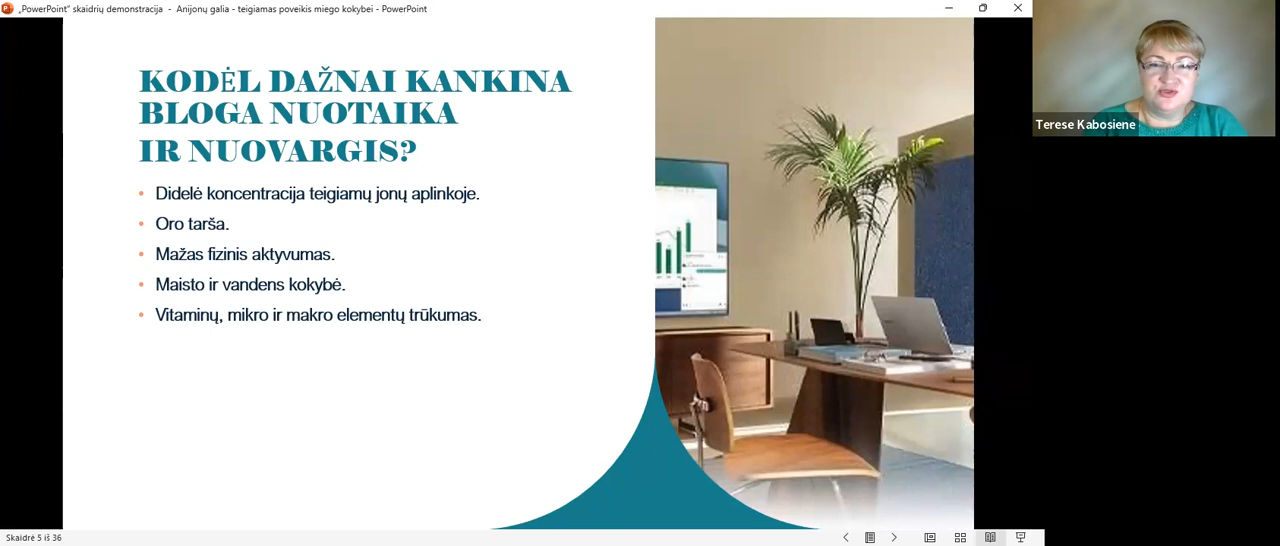 „PowerPoint“ skaidrių demonstracija - Anijonų galia - teigiamas poveikis miego kokybei - PowerPoint
KODĖL DAŽNAI KANKINA
BLOGA NUOTAIKA
IR NUOVARGIS?
• Didelė koncentracija teigiamų jonų aplinkoje.
• Oro tarša.
• Mažas fizinis aktyvumas.
• Maisto ir vandens kokybė.
• Vitaminų, mikro ir makro elementų trūkumas.
Terese Kabosiene
Skaidrė 5 iš 36